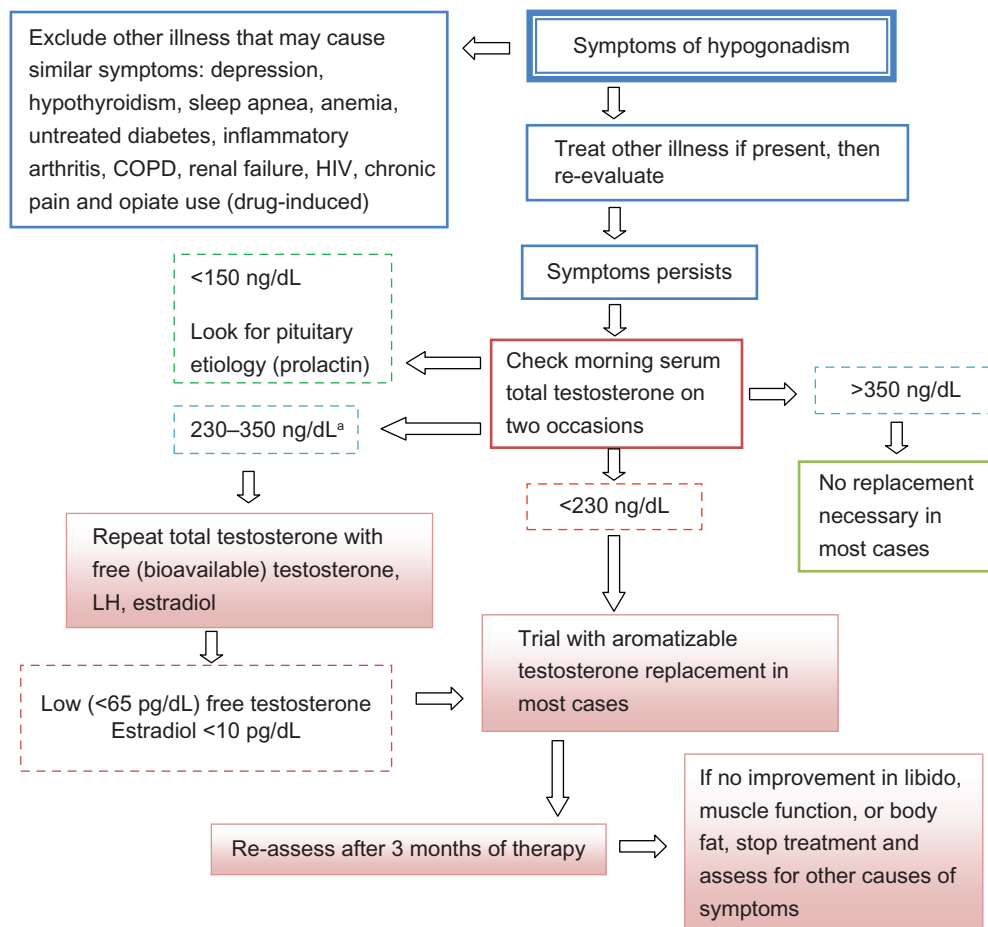 Symptoms of hypogonadism
Exclude other illness that may cause
similar symptoms: depression,
hypothyroidism, sleep apnea, anemia,
untreated diabetes, inflammatory
arthritis, COPD, renal failure, HIV, chronic
pain and opiate use (drug-induced)
Treat other illness if present, then
re-evaluate
Symptoms persists
Check morning serum
total testosterone on
two occasions
<150 ng/dL
Look for pituitary
etiology (prolactin)
230–350 ng/dLᵃ
<230 ng/dL
>350 ng/dL
No replacement
necessary in
most cases
Repeat total testosterone with
free (bioavailable) testosterone,
LH, estradiol
Low (<65 pg/dL) free testosterone
Estradiol <10 pg/dL
Trial with aromatizable
testosterone replacement in
most cases
Re-assess after 3 months of therapy
If no improvement in libido,
muscle function, or body
fat, stop treatment and
assess for other causes of
symptoms